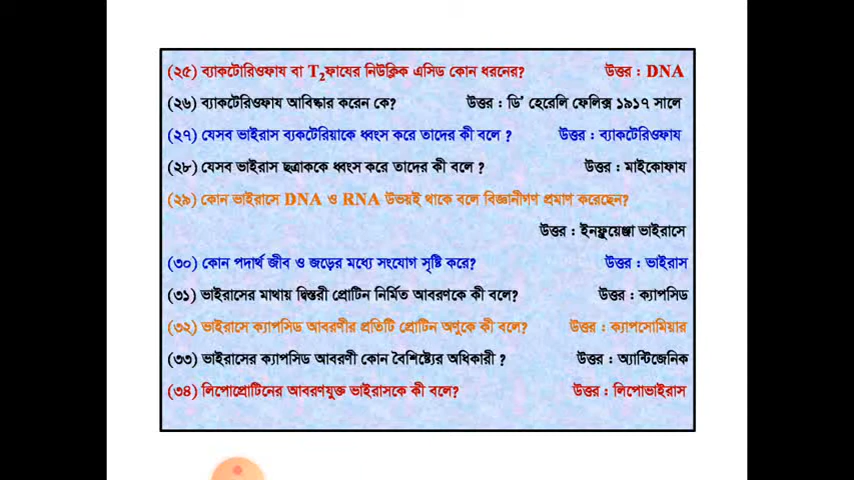 (২৫) ব্যাকটোরিওফায বা T₂ফাযের নিউক্লিক এসিড কোন ধরনের? উত্তর : DNA
(২৬) ব্যাকটেরিওফায আবিষ্কার করেন কে? উত্তর : ডি’ হেরেলি ফেলিক্স ১৯১৭ সালে
(২৭) যেসব ভাইরাস ব্যকটেরিয়াকে ধ্বংস করে তাদের কী বলে ? উত্তর : ব্যাকটেরিওফায
(২৮) যেসব ভাইরাস ছত্রাককে ধ্বংস করে তাদের কী বলে ? উত্তর : মাইকোফায
(২৯) কোন ভাইরাসে DNA ও RNA উভয়ই থাকে বলে বিজ্ঞানীগণ প্রমাণ করেছেন?
উত্তর : ইনফ্লুয়েঞ্জা ভাইরাসে
(৩০) কোন পদার্থ জীব ও জড়ের মধ্যে সংযোগ সৃষ্টি করে? উত্তর : ভাইরাস
(৩১) ভাইরাসের মাথায় দ্বিস্তরী প্রোটিন নির্মিত আবরণকে কী বলে? উত্তর : ক্যাপসিড
(৩২) ভাইরাসে ক্যাপসিড আবরণীর প্রতিটি প্রোটিন অণুকে কী বলে? উত্তর : ক্যাপসোমিয়ার
(৩৩) ভাইরাসের ক্যাপসিড আবরণী কোন বৈশিষ্ট্যের অধিকারী ? উত্তর : অ্যান্টিজেনিক
(৩৪) লিপোপ্রোটিনের আবরণযুক্ত ভাইরাসকে কী বলে? উত্তর : লিপোভাইরাস